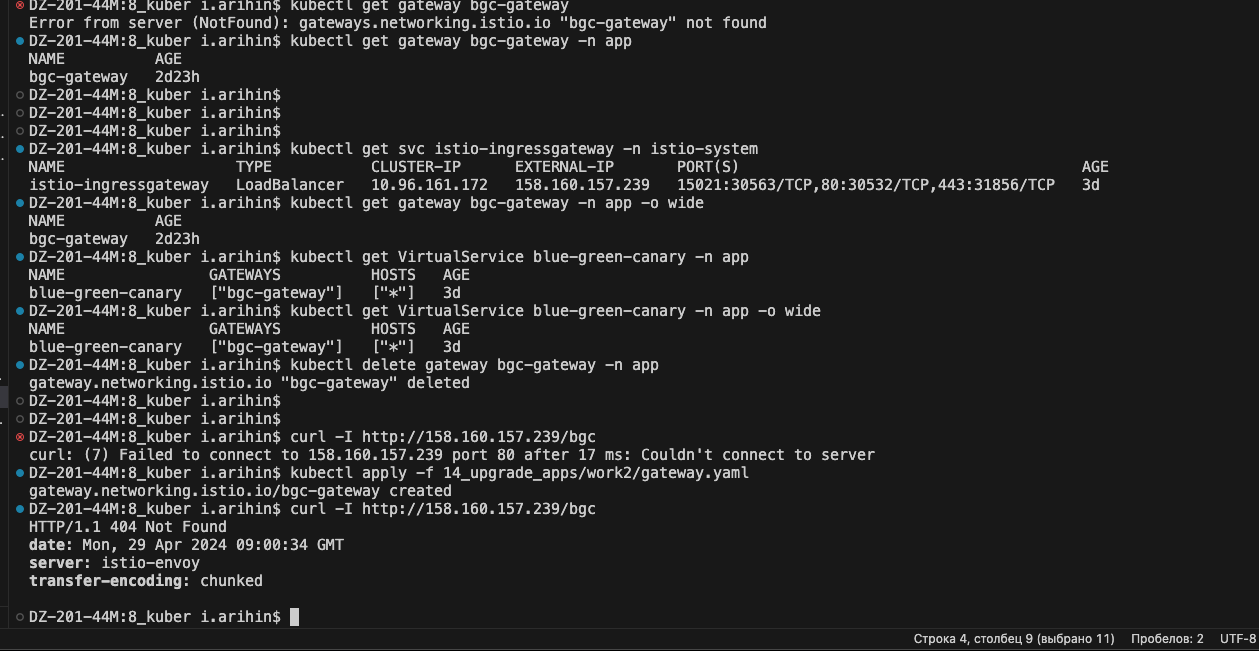 DZ-201-44M:8_kuber i.arihin$ kubectl get gateway bgc-gateway
Error from server (NotFound): gateways.networking.istio.io "bgc-gateway" not found
DZ-201-44M:8_kuber i.arihin$ kubectl get gateway bgc-gateway -n app
NAME AGE
bgc-gateway 2d23h
DZ-201-44M:8_kuber i.arihin$
DZ-201-44M:8_kuber i.arihin$
DZ-201-44M:8_kuber i.arihin$
DZ-201-44M:8_kuber i.arihin$ kubectl get svc istio-ingressgateway -n istio-system
NAME TYPE CLUSTER-IP EXTERNAL-IP PORT(S) AGE
istio-ingressgateway LoadBalancer 10.96.161.172 158.160.157.239 15021:30563/TCP,80:30532/TCP,443:31856/TCP 3d
DZ-201-44M:8_kuber i.arihin$ kubectl get gateway bgc-gateway -n app -o wide
NAME AGE
bgc-gateway 2d23h
DZ-201-44M:8_kuber i.arihin$ kubectl get VirtualService blue-green-canary -n app
NAME GATEWAYS HOSTS AGE
blue-green-canary ["bgc-gateway"] ["*"] 3d
DZ-201-44M:8_kuber i.arihin$ kubectl get VirtualService blue-green-canary -n app -o wide
NAME GATEWAYS HOSTS AGE
blue-green-canary ["bgc-gateway"] ["*"] 3d
DZ-201-44M:8_kuber i.arihin$ kubectl delete gateway bgc-gateway -n app
gateway.networking.istio.io "bgc-gateway" deleted
DZ-201-44M:8_kuber i.arihin$
DZ-201-44M:8_kuber i.arihin$
DZ-201-44M:8_kuber i.arihin$ curl -I http://158.160.157.239/bgc
curl: (7) Failed to connect to 158.160.157.239 port 80 after 17 ms: Couldn't connect to server
DZ-201-44M:8_kuber i.arihin$ kubectl apply -f 14_upgrade_apps/work2/gateway.yaml
gateway.networking.istio.io/bgc-gateway created
DZ-201-44M:8_kuber i.arihin$ curl -I http://158.160.157.239/bgc
HTTP/1.1 404 Not Found
date: Mon, 29 Apr 2024 09:00:34 GMT
server: istio-envoy
transfer-encoding: chunked
DZ-201-44M:8_kuber i.arihin$
Строка 4, столбец 9 (выбрано 11) Пробелов: 2 UTF-8